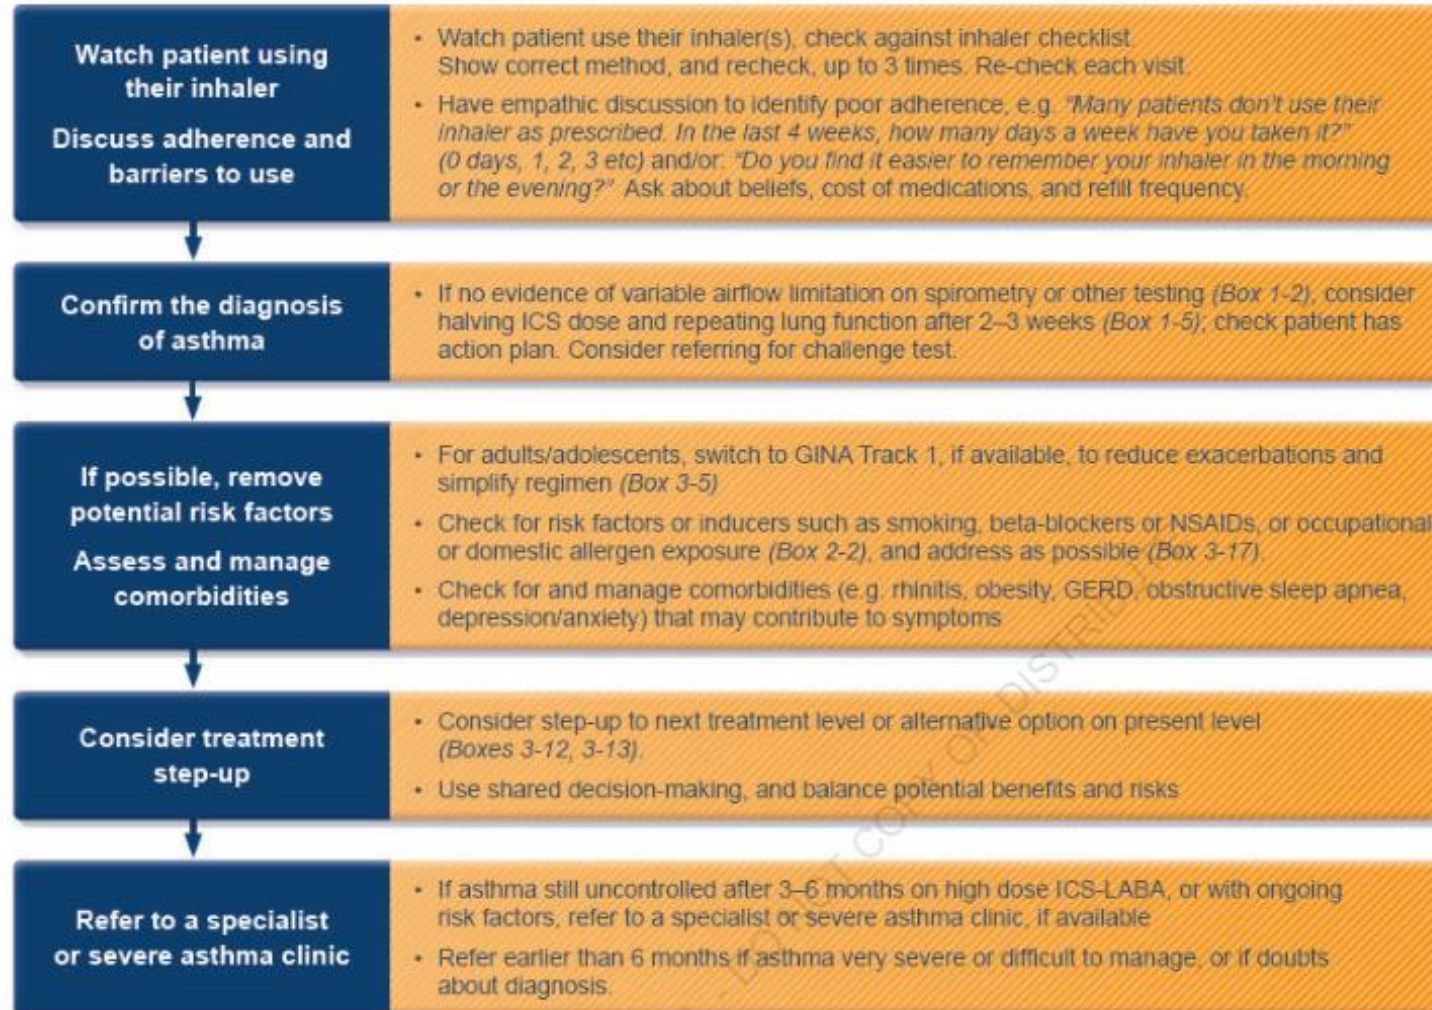 Watch patient using
their inhaler
Discuss adherence and
barriers to use
• Watch patient use their inhaler(s), check against inhaler checklist.
Show correct method, and recheck, up to 3 times. Re-check each visit.
• Have empathic discussion to identify poor adherence, e.g. “Many patients don’t use their
inhaler as prescribed. In the last 4 weeks, how many days a week have you taken it?”
(0 days, 1, 2, 3 etc) and/or: “Do you find it easier to remember your inhaler in the morning
or the evening?” Ask about beliefs, cost of medications, and refill frequency.
Confirm the diagnosis
of asthma
• If no evidence of variable airflow limitation on spirometry or other testing (Box 1-2), consider
halving ICS dose and repeating lung function after 2–3 weeks (Box 1-5); check patient has
action plan. Consider referring for challenge test.
If possible, remove
potential risk factors
Assess and manage
comorbidities
• For adults/adolescents, switch to GINA Track 1, if available, to reduce exacerbations and
simplify regimen (Box 3-5)
• Check for risk factors or inducers such as smoking, beta-blockers or NSAIDs, or occupational
or domestic allergen exposure (Box 2-2), and address as possible (Box 3-17).
• Check for and manage comorbidities (e.g. rhinitis, obesity, GERD, obstructive sleep apnea,
depression/anxiety) that may contribute to symptoms
Consider treatment
step-up
• Consider step-up to next treatment level or alternative option on present level
(Boxes 3-12, 3-13).
• Use shared decision-making, and balance potential benefits and risks
Refer to a specialist
or severe asthma clinic
• If asthma still uncontrolled after 3–6 months on high dose ICS-LABA, or with ongoing
risk factors, refer to a specialist or severe asthma clinic, if available
• Refer earlier than 6 months if asthma very severe or difficult to manage, or if doubts
about diagnosis.
COPY OR